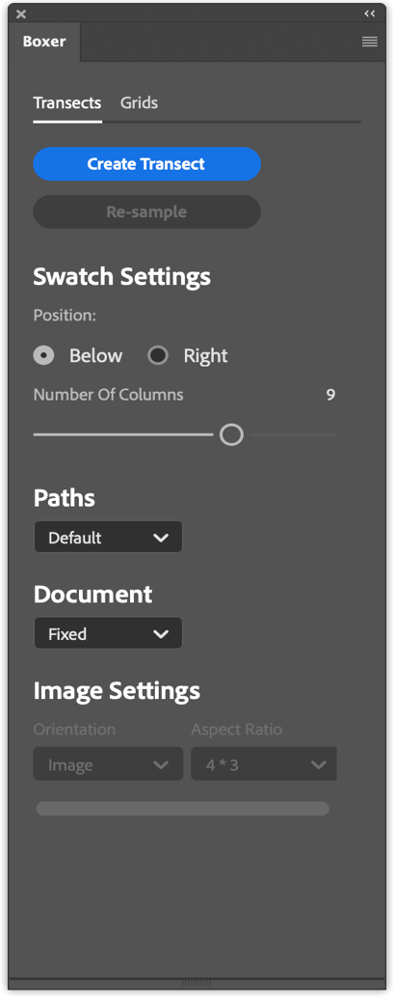 Boxer
Transects Grids
Create Transect
Re-sample
Swatch Settings
Position:
Below Right
Number Of Columns 9
Paths
Default
Document
Fixed
Image Settings
Orientation Aspect Ratio
Image 4 * 3